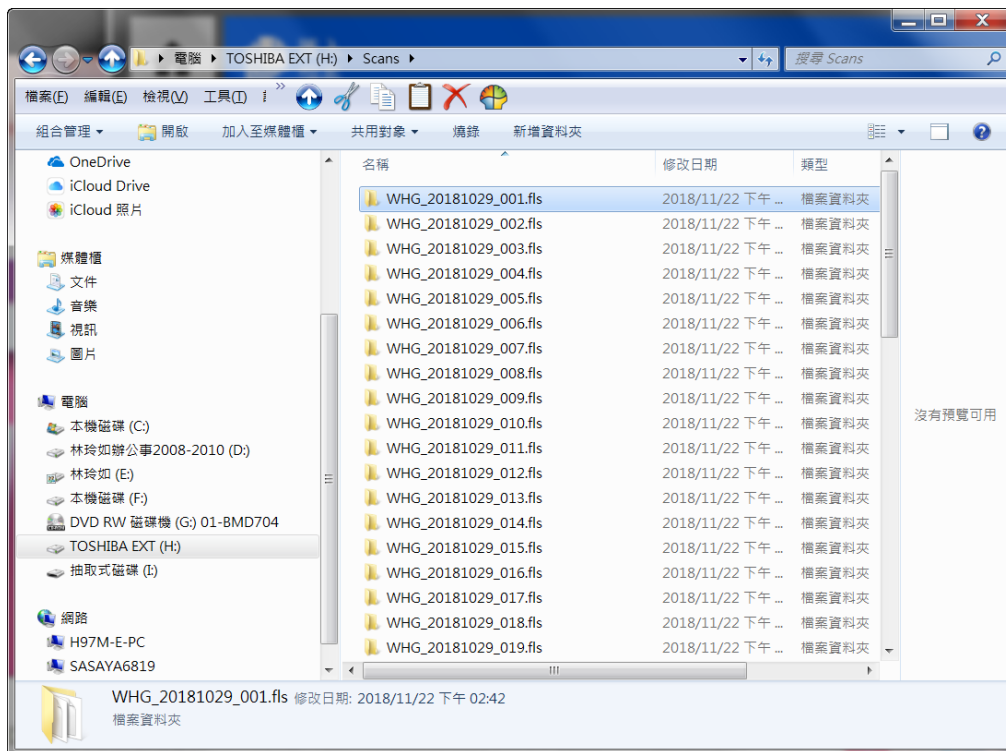 電腦 ▸ TOSHIBA EXT (H:) ▸ Scans ▸
搜尋 Scans
檔案(F) 編輯(E) 檢視(V) 工具(T) »
組合管理 開啟 加入至媒體櫃 共用對象 燒錄 新增資料夾
OneDrive
iCloud Drive
iCloud 照片
媒體櫃
文件
音樂
視訊
圖片
電腦
本機磁碟 (C:)
林玲如辦公事2008-2010 (D:)
林玲如 (E:)
本機磁碟 (F:)
DVD RW 磁碟機 (G:) 01-BMD704
TOSHIBA EXT (H:)
抽取式磁碟 (I:)
網路
H97M-E-PC
SASAYA6819
名稱 修改日期 類型
WHG_20181029_001.fls 2018/11/22 下午 ... 檔案資料夾
WHG_20181029_002.fls 2018/11/22 下午 ... 檔案資料夾
WHG_20181029_003.fls 2018/11/22 下午 ... 檔案資料夾
WHG_20181029_004.fls 2018/11/22 下午 ... 檔案資料夾
WHG_20181029_005.fls 2018/11/22 下午 ... 檔案資料夾
WHG_20181029_006.fls 2018/11/22 下午 ... 檔案資料夾
WHG_20181029_007.fls 2018/11/22 下午 ... 檔案資料夾
WHG_20181029_008.fls 2018/11/22 下午 ... 檔案資料夾
WHG_20181029_009.fls 2018/11/22 下午 ... 檔案資料夾
WHG_20181029_010.fls 2018/11/22 下午 ... 檔案資料夾
WHG_20181029_011.fls 2018/11/22 下午 ... 檔案資料夾
WHG_20181029_012.fls 2018/11/22 下午 ... 檔案資料夾
WHG_20181029_013.fls 2018/11/22 下午 ... 檔案資料夾
WHG_20181029_014.fls 2018/11/22 下午 ... 檔案資料夾
WHG_20181029_015.fls 2018/11/22 下午 ... 檔案資料夾
WHG_20181029_016.fls 2018/11/22 下午 ... 檔案資料夾
WHG_20181029_017.fls 2018/11/22 下午 ... 檔案資料夾
WHG_20181029_018.fls 2018/11/22 下午 ... 檔案資料夾
WHG_20181029_019.fls 2018/11/22 下午 ... 檔案資料夾
沒有預覽可用
WHG_20181029_001.fls 修改日期: 2018/11/22 下午 02:42
檔案資料夾